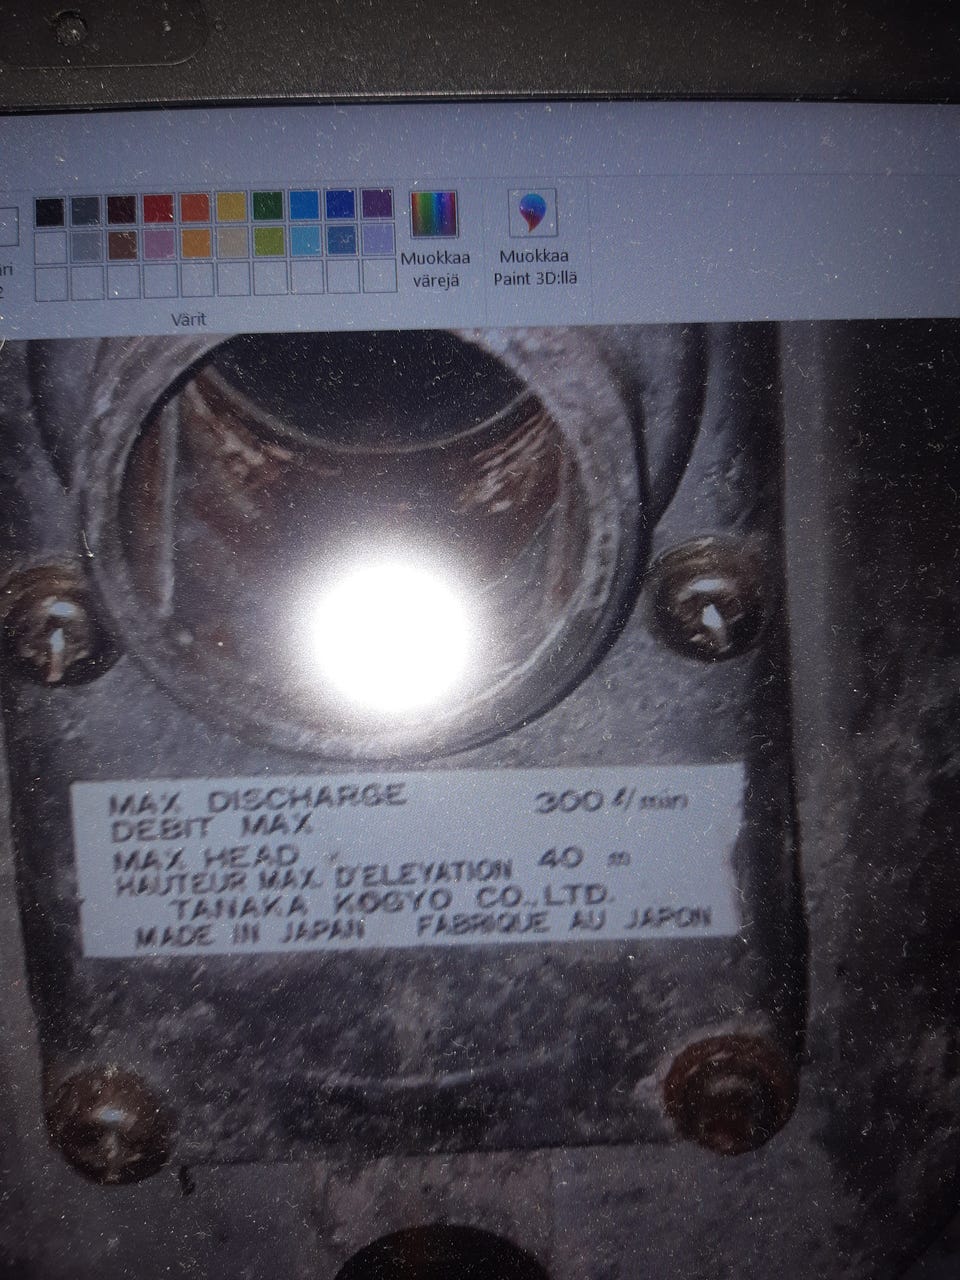 Muokkaa
värejä
Muokkaa
Paint 3D:llä
Värit
MAX DISCHARGE 300 ℓ/min
DEBIT MAX
MAX HEAD 40 m
HAUTEUR MAX. D'ELEVATION
TANAKA KOGYO CO.,LTD.
MADE IN JAPAN FABRIQUE AU JAPON